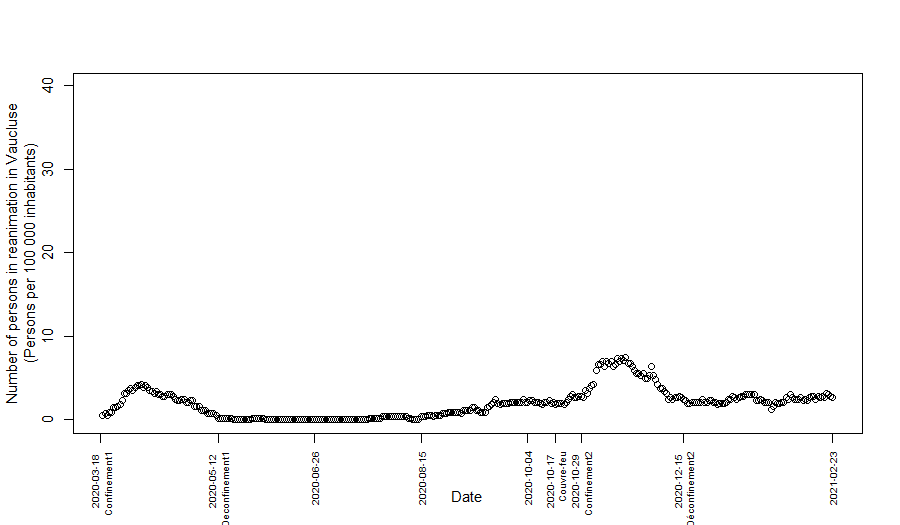 Number of persons in reanimation in Vaucluse
(Persons per 100 000 inhabitants)
40
30
20
10
0
2020-03-18
Confinement1
2020-05-12
Deconfinement1
2020-06-26
2020-08-15
2020-10-04
2020-10-17
Couvre-feu
2020-10-29
Confinement2
2020-12-15
Déconfinement2
2021-02-23
Date